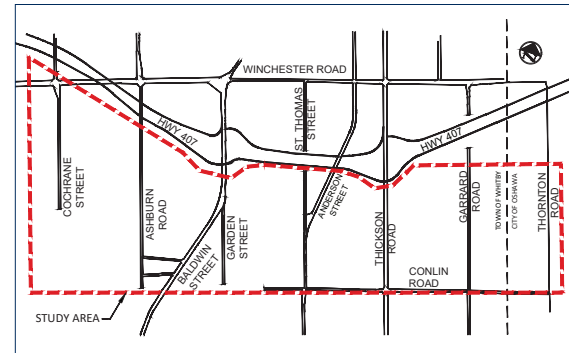 WINCHESTER ROAD
HWY 407
HWY 407
ST. THOMAS
STREET
COCHRANE
STREET
ASHBURN
ROAD
BALDWIN
STREET
GARDEN
STREET
ANDERSON
STREET
THICKSON
ROAD
GARRARD
ROAD
TOWN OF WHITBY
CITY OF OSHAWA
THORNTON
ROAD
CONLIN
ROAD
STUDY AREA